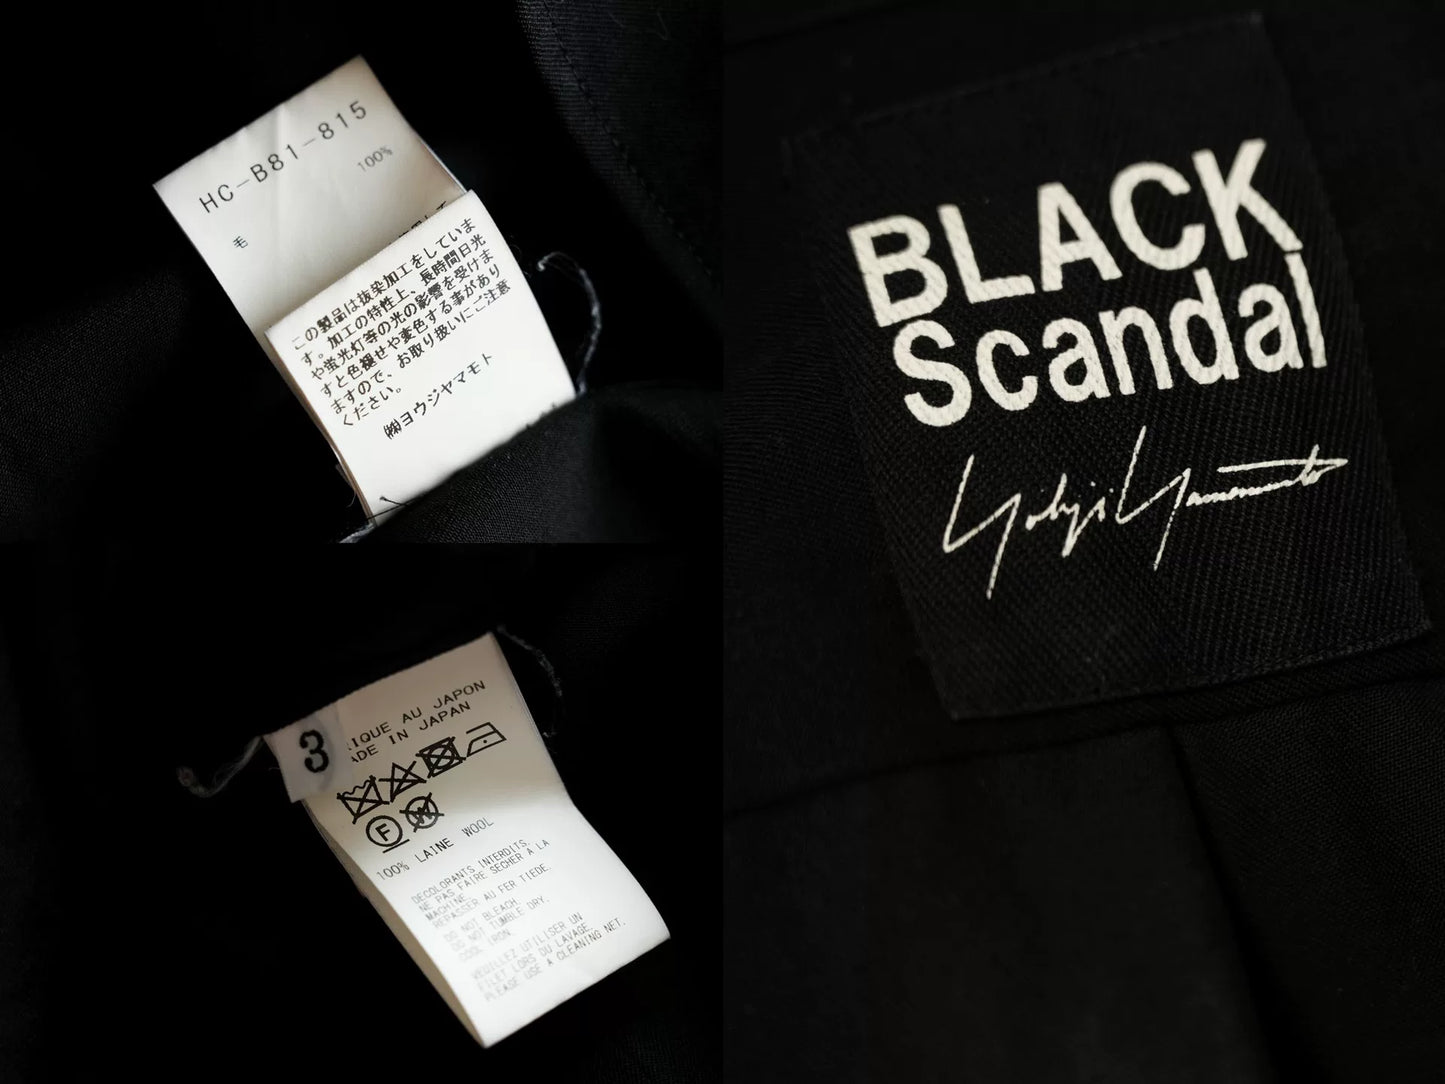 HC-B81-815
100%
毛
この製品は抜染加工をしていま
す。加工の特性上、長時間日光
や蛍光灯等の光の影響を受けま
すと色褪せや変色する事があり
ますので、お取り扱いにご注意
ください。
㈱ヨウジヤマモト
BLACK
Scandal
Yohji Yamamoto
3
IQUE AU JAPON
ADE IN JAPAN
F
W
100% LAINE WOOL
DECOLORANTS INTERDITS.
NE PAS FAIRE SECHER A LA
MACHINE.
REPASSER AU FER TIEDE.
DO NOT BLEACH.
DO NOT TUMBLE DRY.
COOL IRON.
VEUILLEZ UTILISER UN
FILET LORS DU LAVAGE.
PLEASE USE A CLEANING NET.